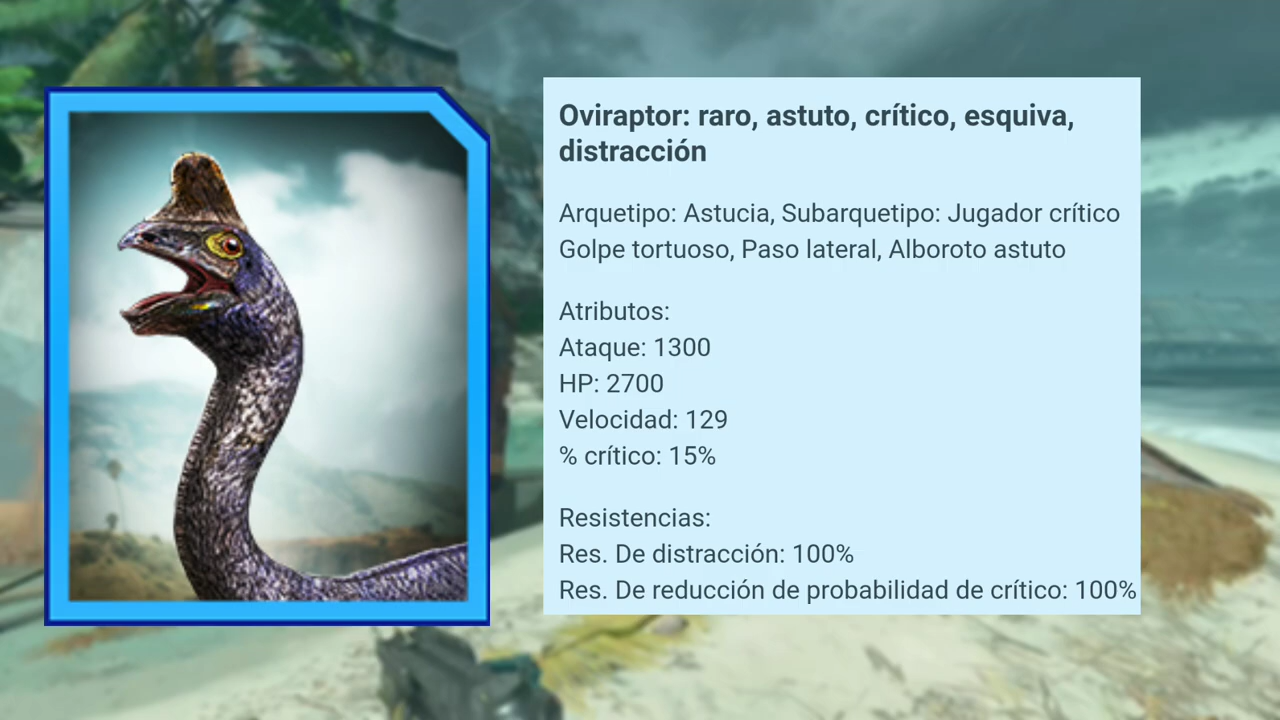 Oviraptor: raro, astuto, crítico, esquiva,
distracción
Arquetipo: Astucia, Subarquetipo: Jugador crítico
Golpe tortuoso, Paso lateral, Alboroto astuto
Atributos:
Ataque: 1300
HP: 2700
Velocidad: 129
% crítico: 15%
Resistencias:
Res. De distracción: 100%
Res. De reducción de probabilidad de crítico: 100%